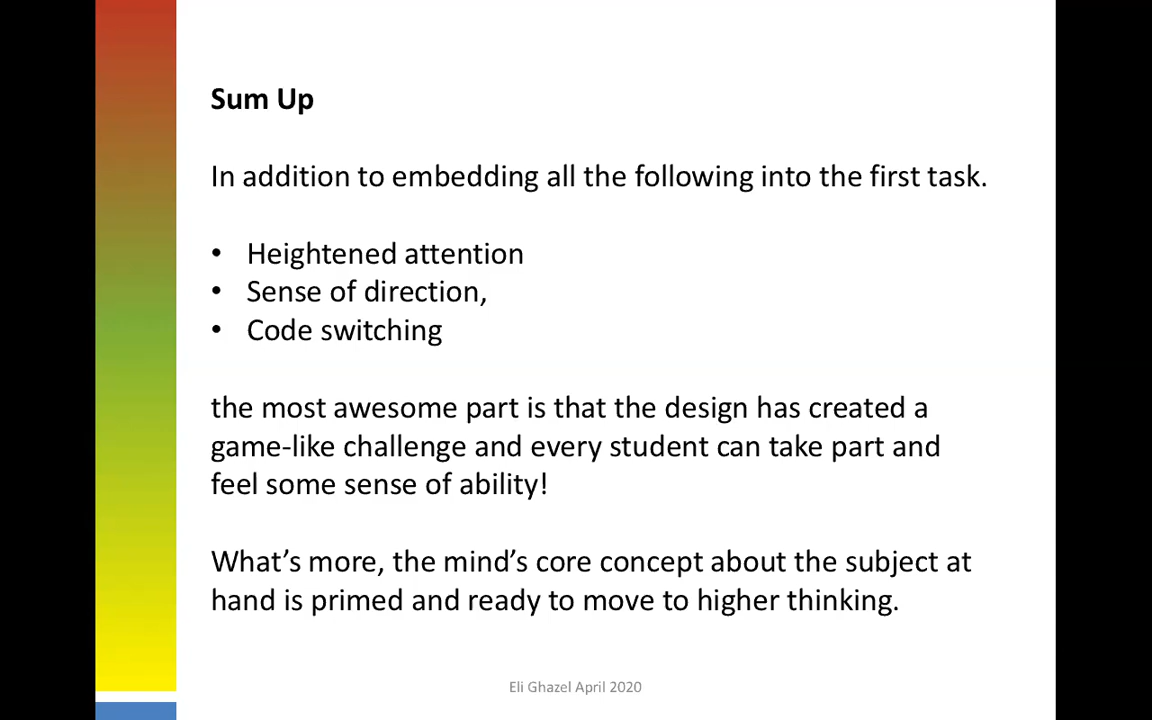 Sum Up
In addition to embedding all the following into the first task.
• Heightened attention
• Sense of direction,
• Code switching
the most awesome part is that the design has created a
game-like challenge and every student can take part and
feel some sense of ability!
What’s more, the mind’s core concept about the subject at
hand is primed and ready to move to higher thinking.
Eli Ghazel April 2020